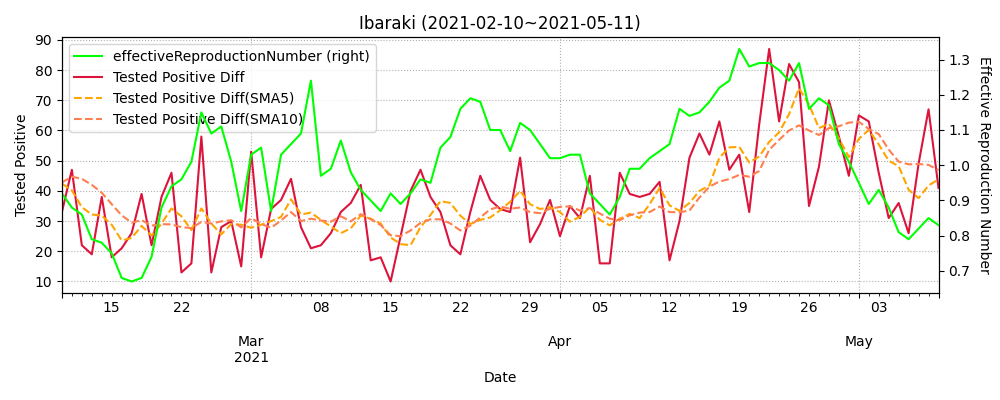 Ibaraki (2021-02-10~2021-05-11)
effectiveReproductionNumber (right)
Tested Positive Diff
Tested Positive Diff(SMA5)
Tested Positive Diff(SMA10)
Tested Positive
90
80
70
60
50
40
30
20
10
1.3
1.2
1.1
1.0
0.9
0.8
0.7
Effective Reproduction Number
15 22 08 15 22 29 05 12 19 26 03
Mar Apr May
2021
Date